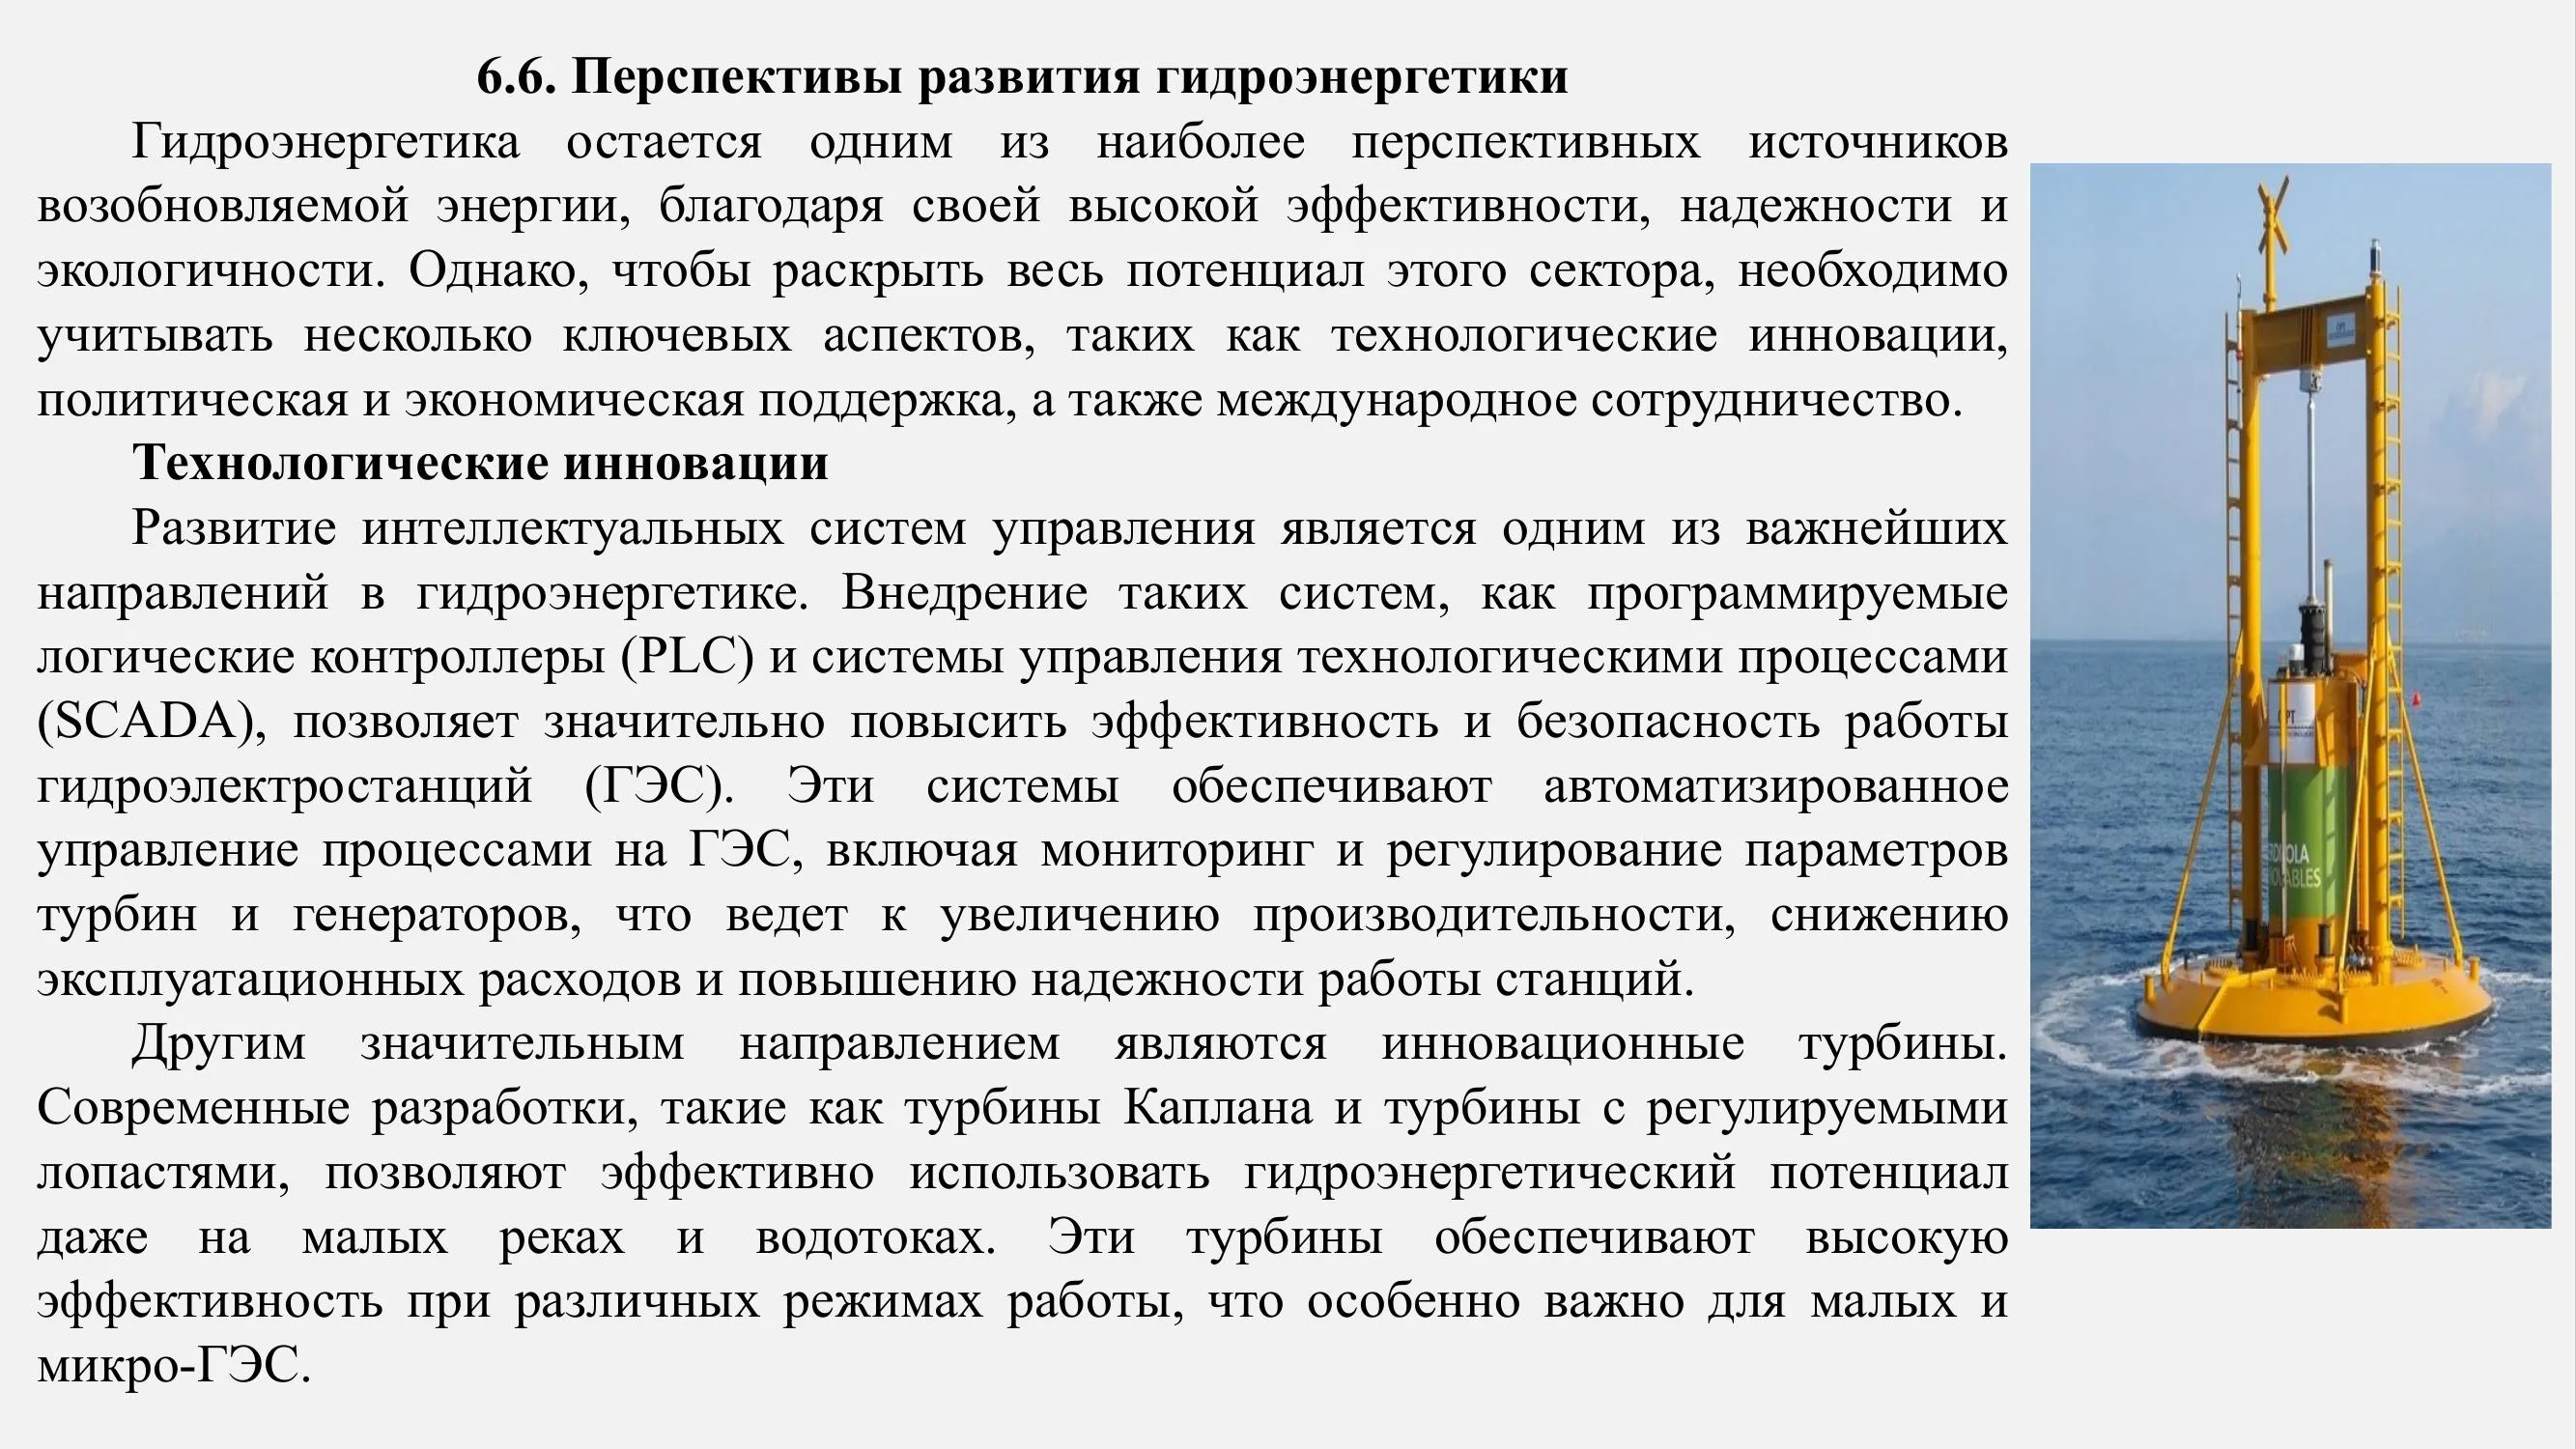 6.6. Перспективы развития гидроэнергетики
Гидроэнергетика остается одним из наиболее перспективных источников
возобновляемой энергии, благодаря своей высокой эффективности, надежности и
экологичности. Однако, чтобы раскрыть весь потенциал этого сектора, необходимо
учитывать несколько ключевых аспектов, таких как технологические инновации,
политическая и экономическая поддержка, а также международное сотрудничество.
Технологические инновации
Развитие интеллектуальных систем управления является одним из важнейших
направлений в гидроэнергетике. Внедрение таких систем, как программируемые
логические контроллеры (PLC) и системы управления технологическими процессами
(SCADA), позволяет значительно повысить эффективность и безопасность работы
гидроэлектростанций (ГЭС). Эти системы обеспечивают автоматизированное
управление процессами на ГЭС, включая мониторинг и регулирование параметров
турбин и генераторов, что ведет к увеличению производительности, снижению
эксплуатационных расходов и повышению надежности работы станций.
Другим значительным направлением являются инновационные турбины.
Современные разработки, такие как турбины Каплана и турбины с регулируемыми
лопастями, позволяют эффективно использовать гидроэнергетический потенциал
даже на малых реках и водотоках. Эти турбины обеспечивают высокую
эффективность при различных режимах работы, что особенно важно для малых и
микро-ГЭС.